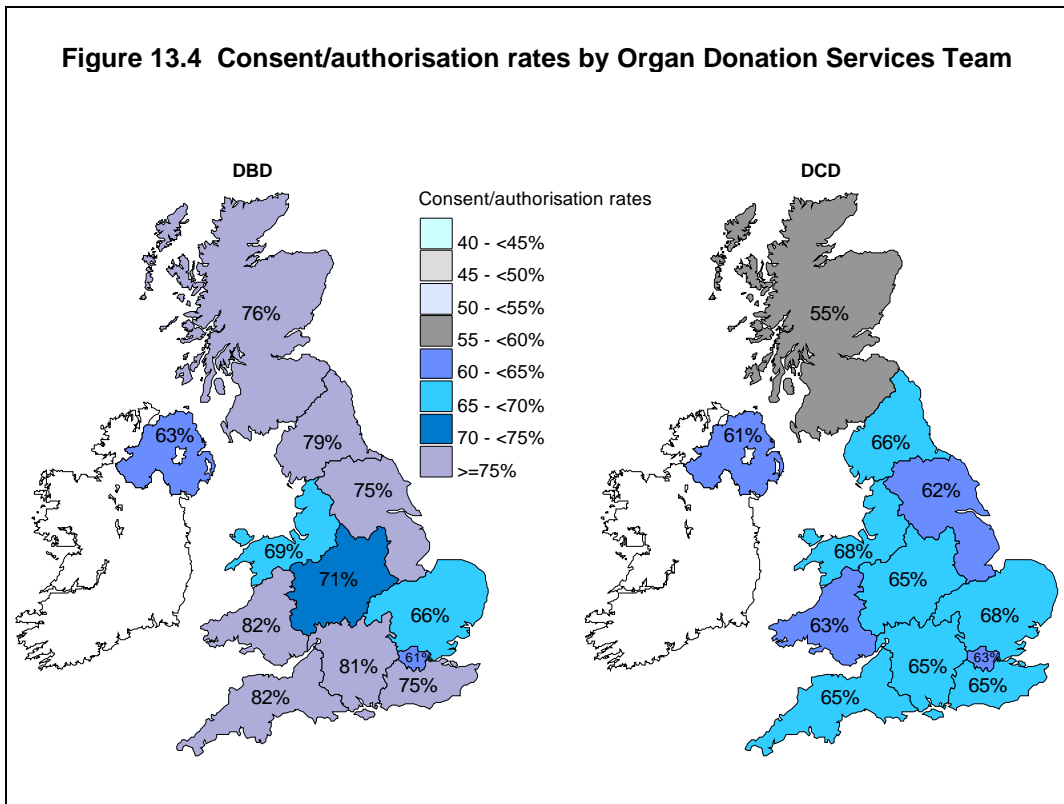 Figure 13.4  Consent/authorisation rates by Organ Donation Services Team
DBD
Consent/authorisation rates
40 - <45%
45 - <50%
50 - <55%
55 - <60%
60 - <65%
65 - <70%
70 - <75%
>=75%
76%
63%
79%
75%
69%
71%
66%
82%
61%
81%
75%
82%
DCD
55%
61%
66%
62%
68%
65%
68%
63%
63%
65%
65%
65%